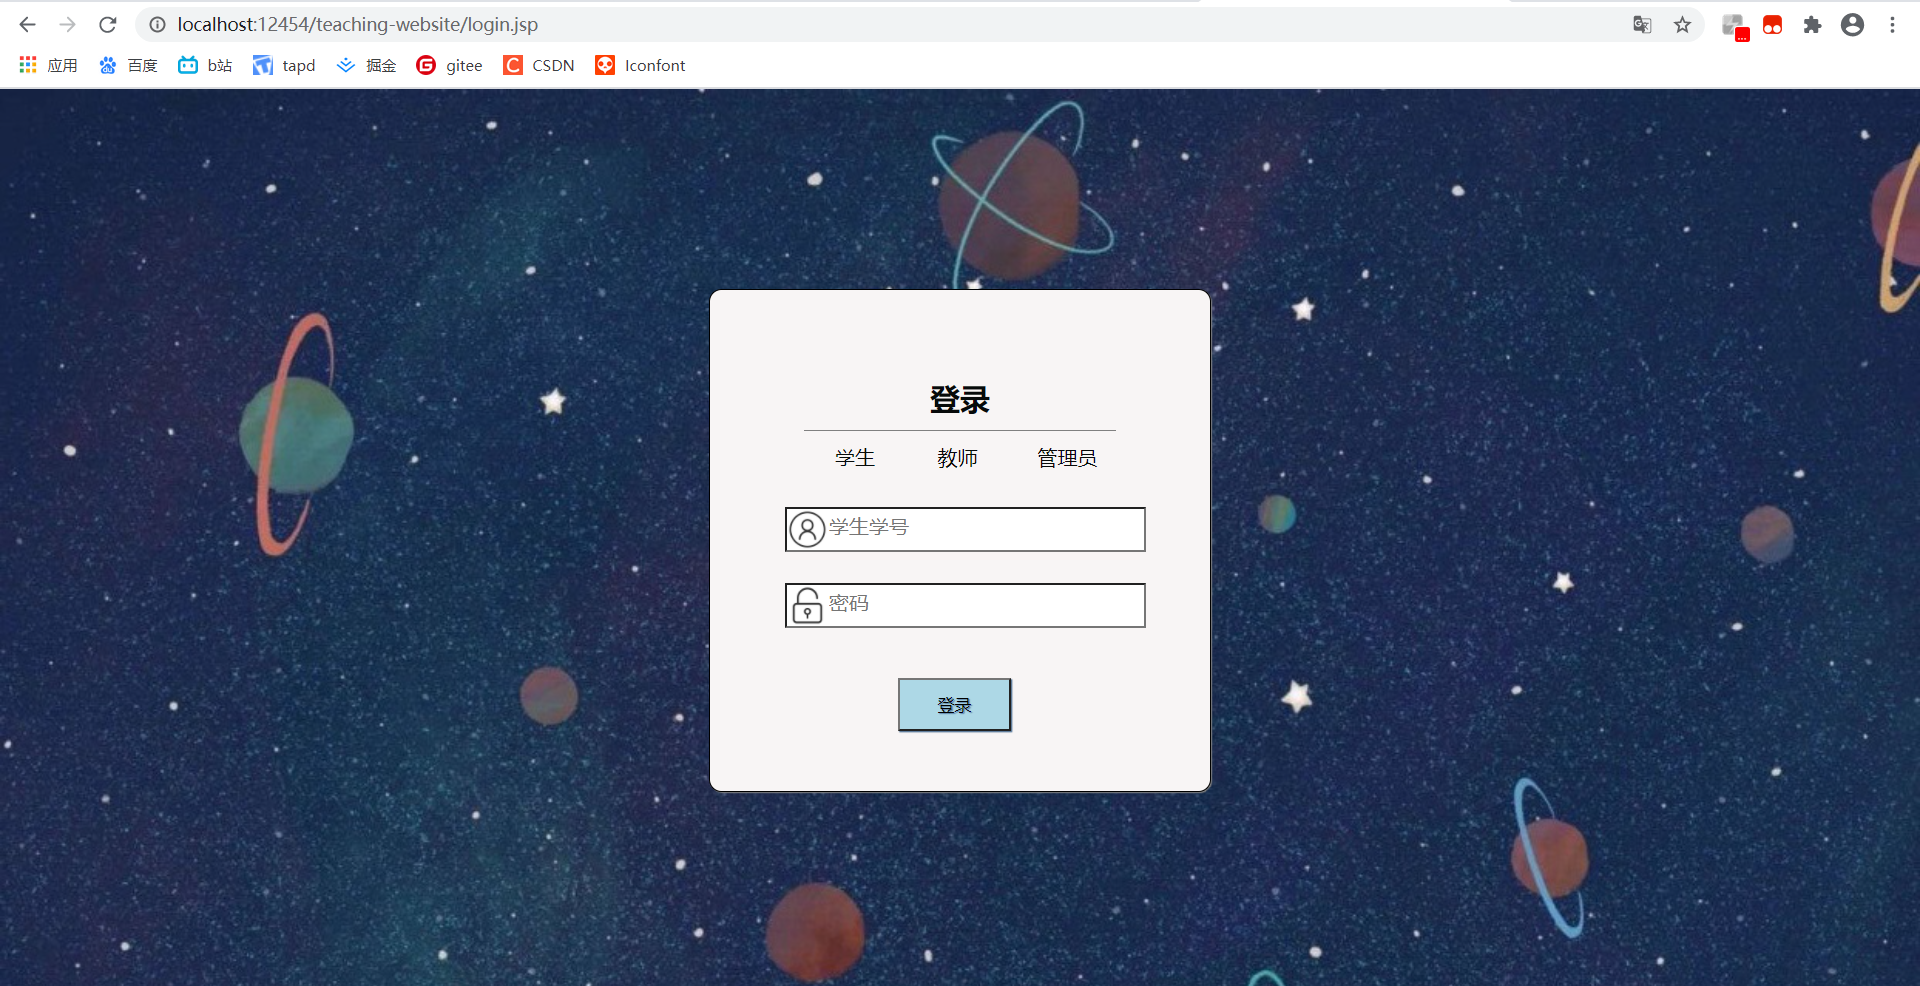 localhost:12454/teaching-website/login.jsp
应用 百度 b站 tapd 掘金 gitee CSDN Iconfont
登录
学生 教师 管理员
学生学号
密码
登录